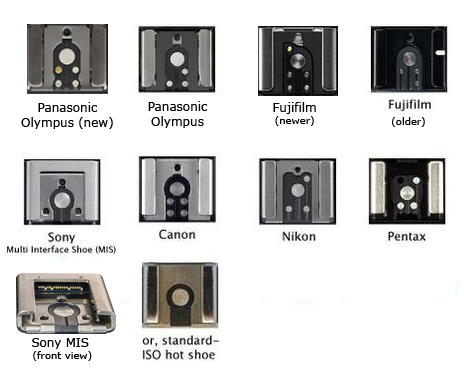 Panasonic
Olympus (new)
Panasonic
Olympus
Fujifilm
(newer)
Fujifilm
(older)
Sony
Multi Interface Shoe (MIS)
Canon
Nikon
Pentax
Sony MIS
(front view)
or, standard-
ISO hot shoe